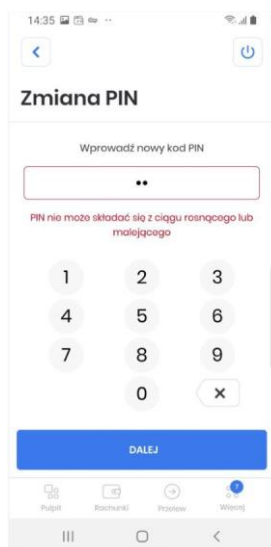 14:35
Zmiana PIN
Wprowadź nowy kod PIN
PIN nie może składać się z ciągu rosnącego lub
malejącego
1 2 3
4 5 6
7 8 9
0
DALEJ
7
Pulpit Rachunki Przelew Więcej